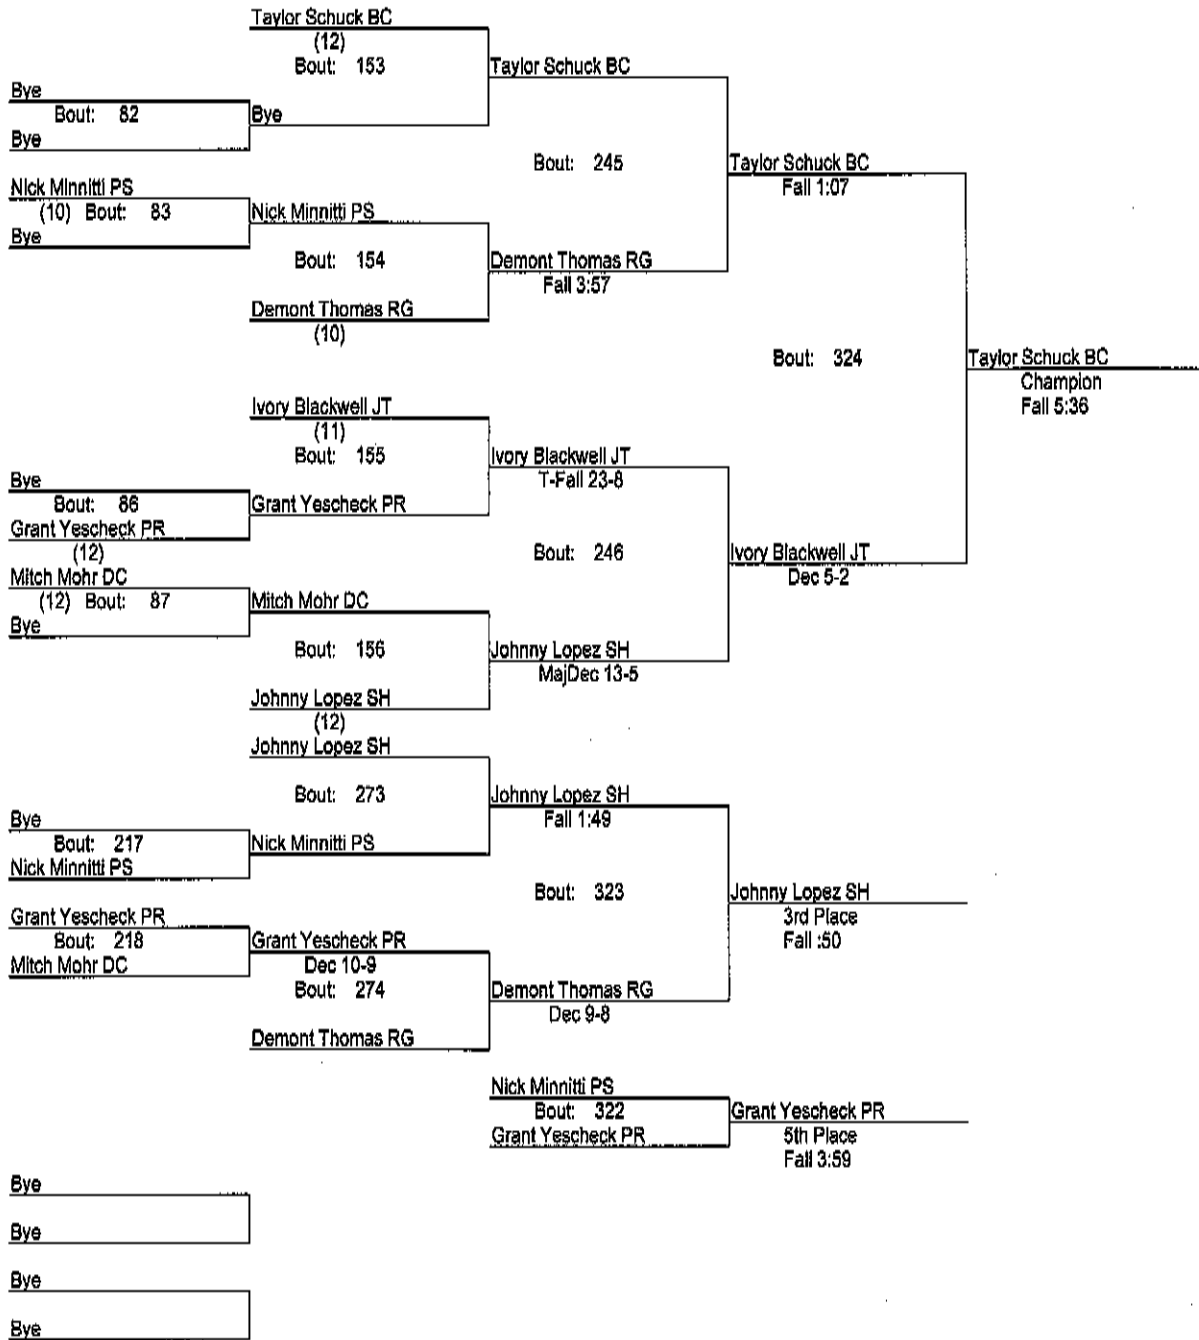 Taylor Schuck BC
(12)
Bout: 153
Taylor Schuck BC
Bye
Bout: 82
Bye
Bye
Bout: 245
Taylor Schuck BC
Fall 1:07
Nick Minnitti PS
(10) Bout: 83
Nick Minnitti PS
Bye
Bout: 154
Demont Thomas RG
Fall 3:57
Demont Thomas RG
(10)
Bout: 324
Taylor Schuck BC
Champion
Fall 5:36
Ivory Blackwell JT
(11)
Bout: 155
Ivory Blackwell JT
T-Fall 23-8
Bye
Bout: 86
Grant Yescheck PR
Grant Yescheck PR
(12)
Bout: 246
Ivory Blackwell JT
Dec 5-2
Mitch Mohr DC
(12) Bout: 87
Mitch Mohr DC
Bye
Bout: 156
Johnny Lopez SH
MajDec 13-5
Johnny Lopez SH
(12)
Johnny Lopez SH
Bout: 273
Johnny Lopez SH
Fall 1:49
Bye
Bout: 217
Nick Minnitti PS
Nick Minnitti PS
Bout: 323
Johnny Lopez SH
3rd Place
Fall :50
Grant Yescheck PR
Bout: 218
Grant Yescheck PR
Mitch Mohr DC
Dec 10-9
Bout: 274
Demont Thomas RG
Dec 9-8
Demont Thomas RG
Nick Minnitti PS
Bout: 322
Grant Yescheck PR
Grant Yescheck PR
5th Place
Fall 3:59
Bye
Bye
Bye
Bye